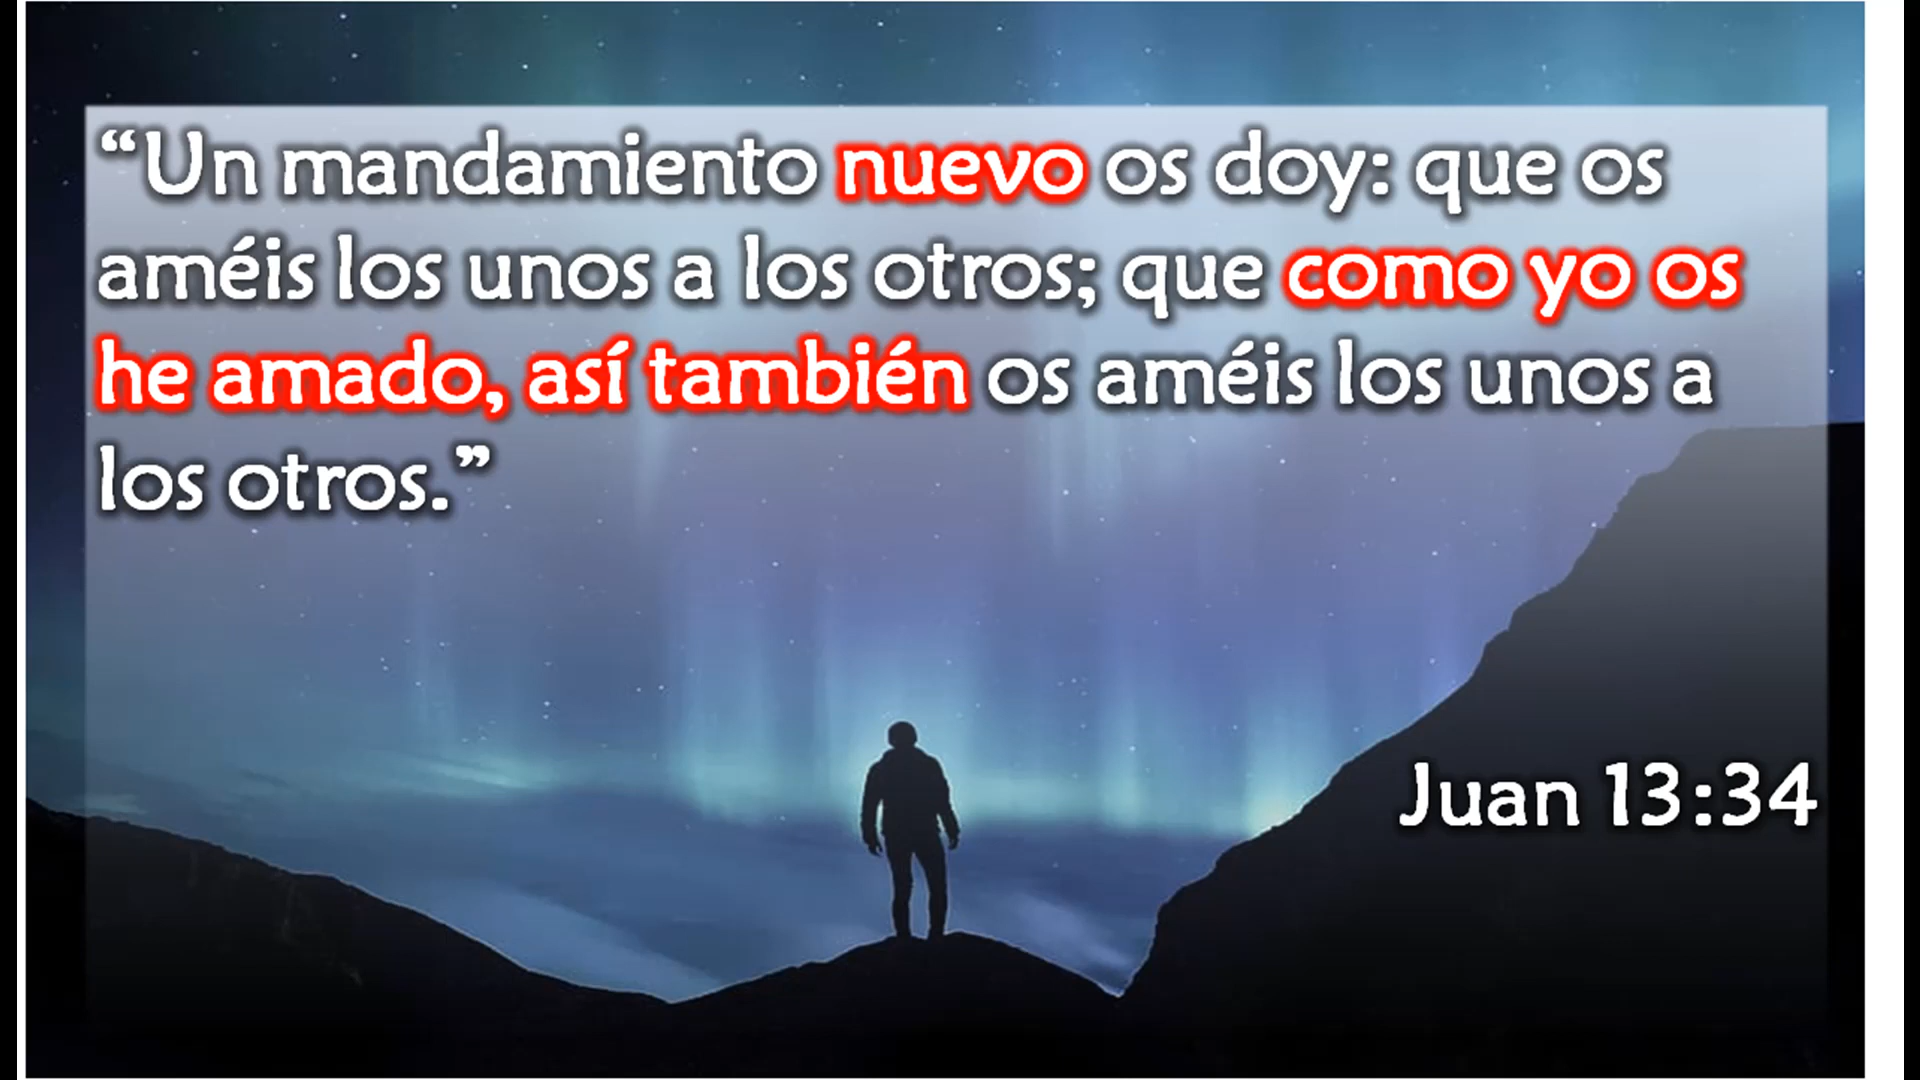 “Un mandamiento nuevo os doy: que os
améis los unos a los otros; que como yo os
he amado, así también os améis los unos a
los otros.”
Juan 13:34